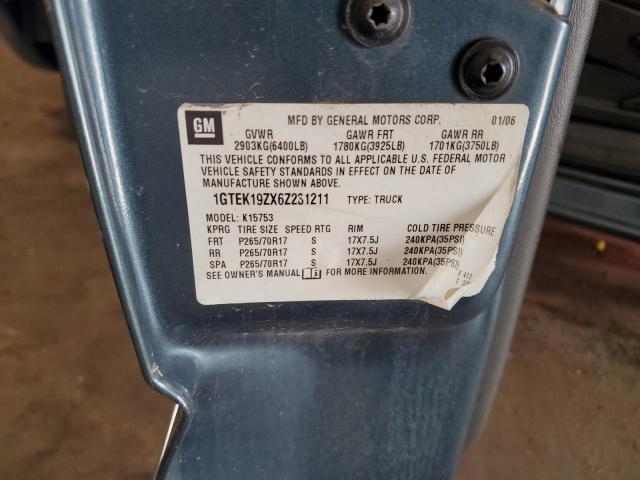 GM
MFD BY GENERAL MOTORS CORP. 01/06
GVWR GAWR FRT GAWR RR
2903KG(6400LB) 1780KG(3925LB) 1701KG(3750LB)
THIS VEHICLE CONFORMS TO ALL APPLICABLE U.S. FEDERAL MOTOR
VEHICLE SAFETY STANDARDS IN EFFECT ON THE DATE OF
MANUFACTURE SHOWN ABOVE.
1GTEK19ZX6Z231211 TYPE: TRUCK
MODEL: K15753
KPRG TIRE SIZE SPEED RTG RIM COLD TIRE PRESSURE
FRT P265/70R17 S 17X7.5J 240KPA(35PSI)
RR P265/70R17 S 17X7.5J 240KPA(35PSI)
SPA P265/70R17 S 17X7.5J 240KPA(35PSI)
SEE OWNER'S MANUAL FOR MORE INFORMATION.